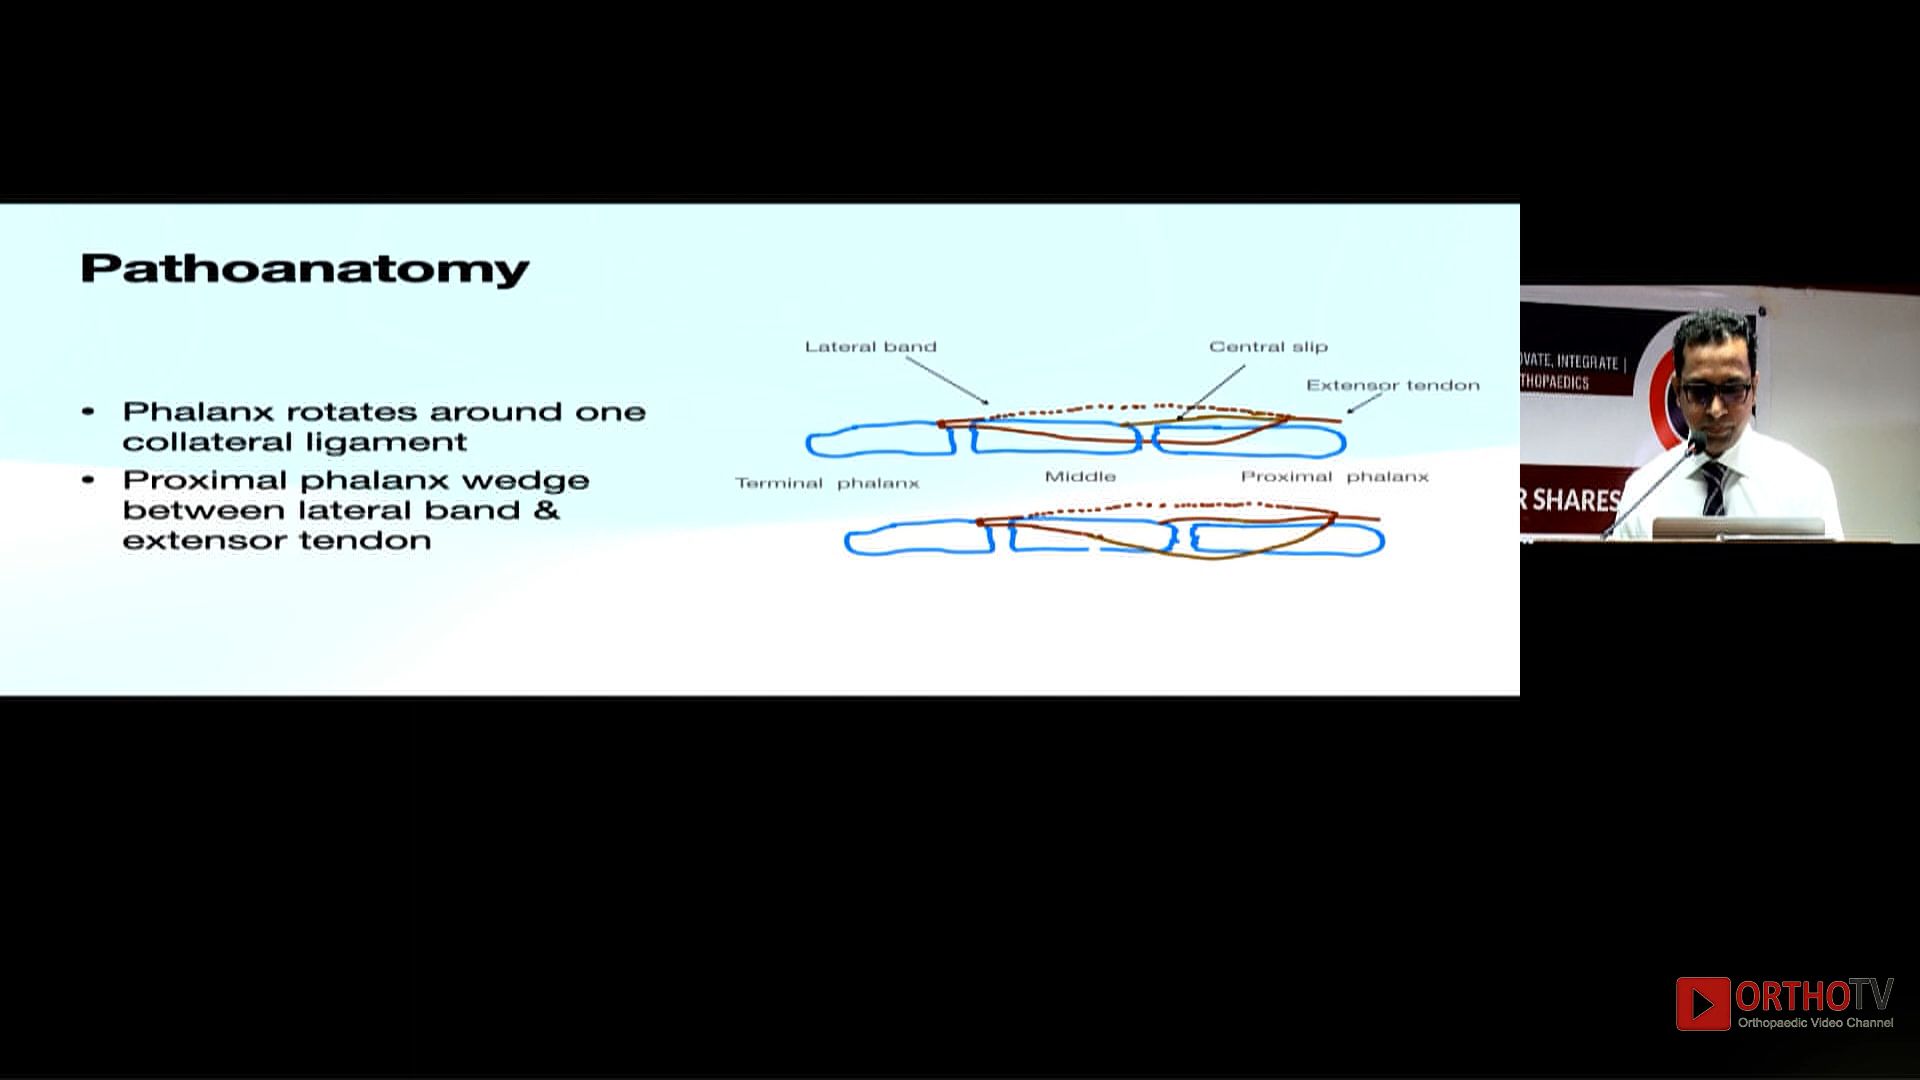 Pathoanatomy
• Phalanx rotates around one
collateral ligament
• Proximal phalanx wedge
between lateral band &
extensor tendon
Lateral band
Central slip
Extensor tendon
Terminal phalanx
Middle
Proximal phalanx
OVATE, INTEGRATE |
THOPAEDICS
R SHARES
ORTHOTV
Orthopaedic Video Channel